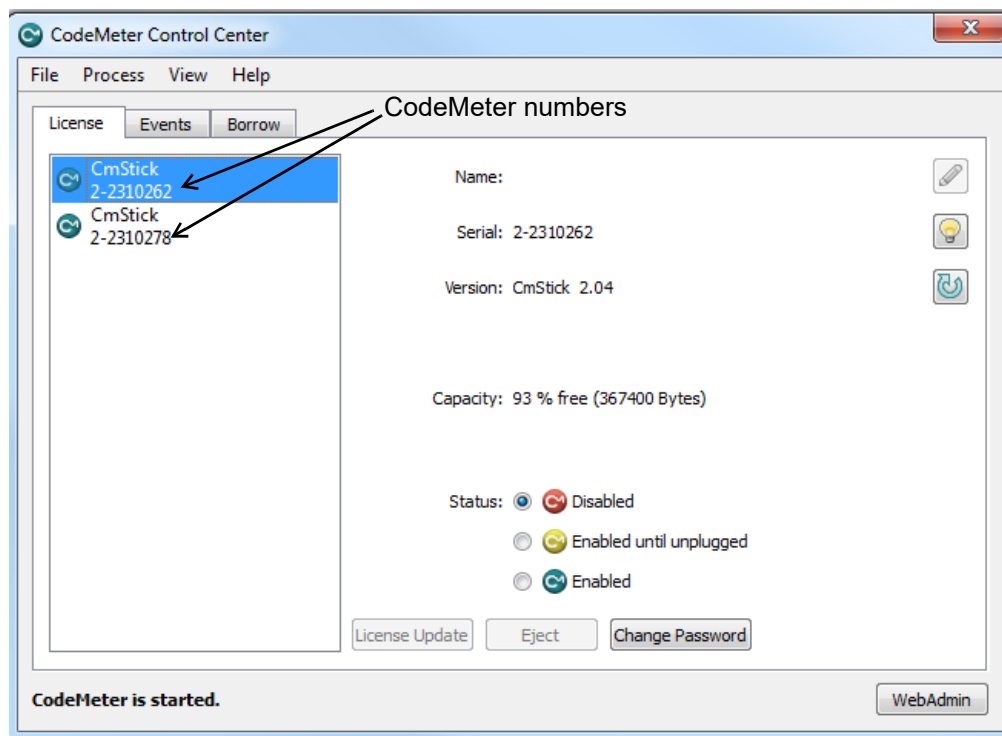 CodeMeter Control Center
File Process View Help
CodeMeter numbers
License Events Borrow
CmStick
2-2310262
CmStick
2-2310278
Name:
Serial: 2-2310262
Version: CmStick 2.04
Capacity: 93 % free (367400 Bytes)
Status: Disabled
Enabled until unplugged
Enabled
License Update Eject Change Password
CodeMeter is started.
WebAdmin